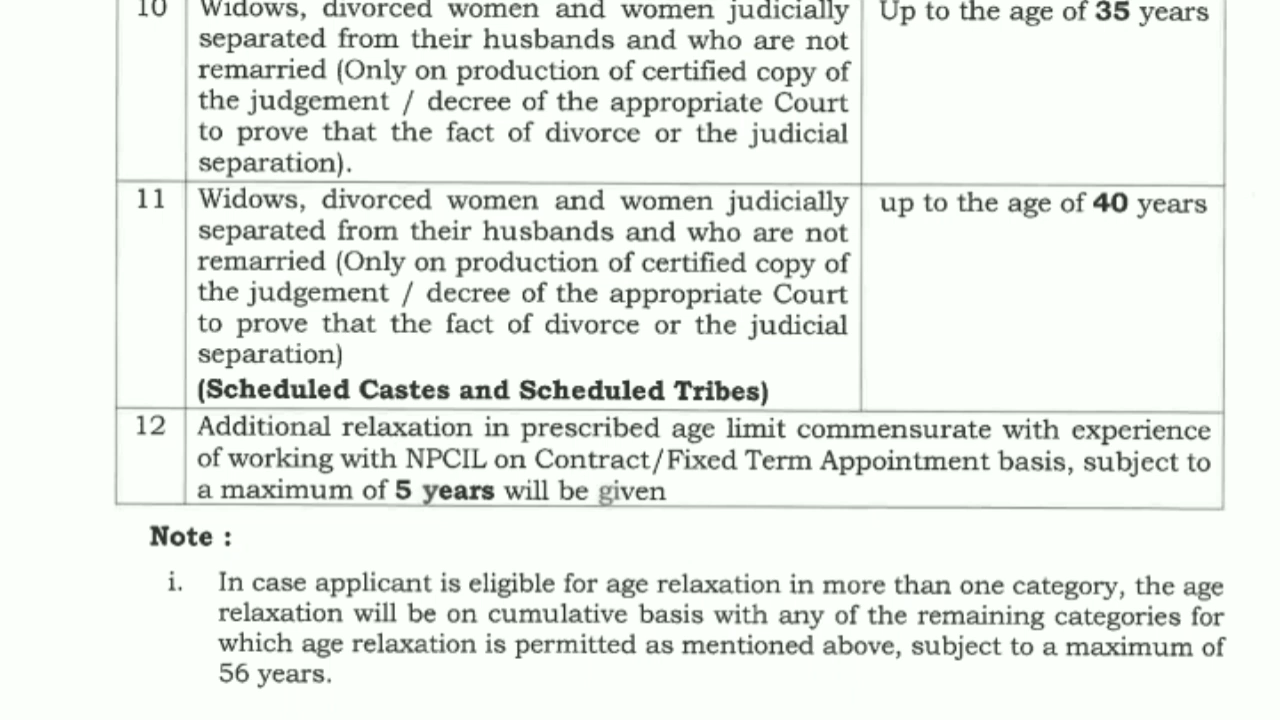 10 Widows, divorced women and women judicially Up to the age of 35 years
separated from their husbands and who are not
remarried (Only on production of certified copy of
the judgement / decree of the appropriate Court
to prove that the fact of divorce or the judicial
separation).
11 Widows, divorced women and women judicially up to the age of 40 years
separated from their husbands and who are not
remarried (Only on production of certified copy of
the judgement / decree of the appropriate Court
to prove that the fact of divorce or the judicial
separation)
(Scheduled Castes and Scheduled Tribes)
12 Additional relaxation in prescribed age limit commensurate with experience
of working with NPCIL on Contract/Fixed Term Appointment basis, subject to
a maximum of 5 years will be given
Note :
i. In case applicant is eligible for age relaxation in more than one category, the age
relaxation will be on cumulative basis with any of the remaining categories for
which age relaxation is permitted as mentioned above, subject to a maximum of
56 years.